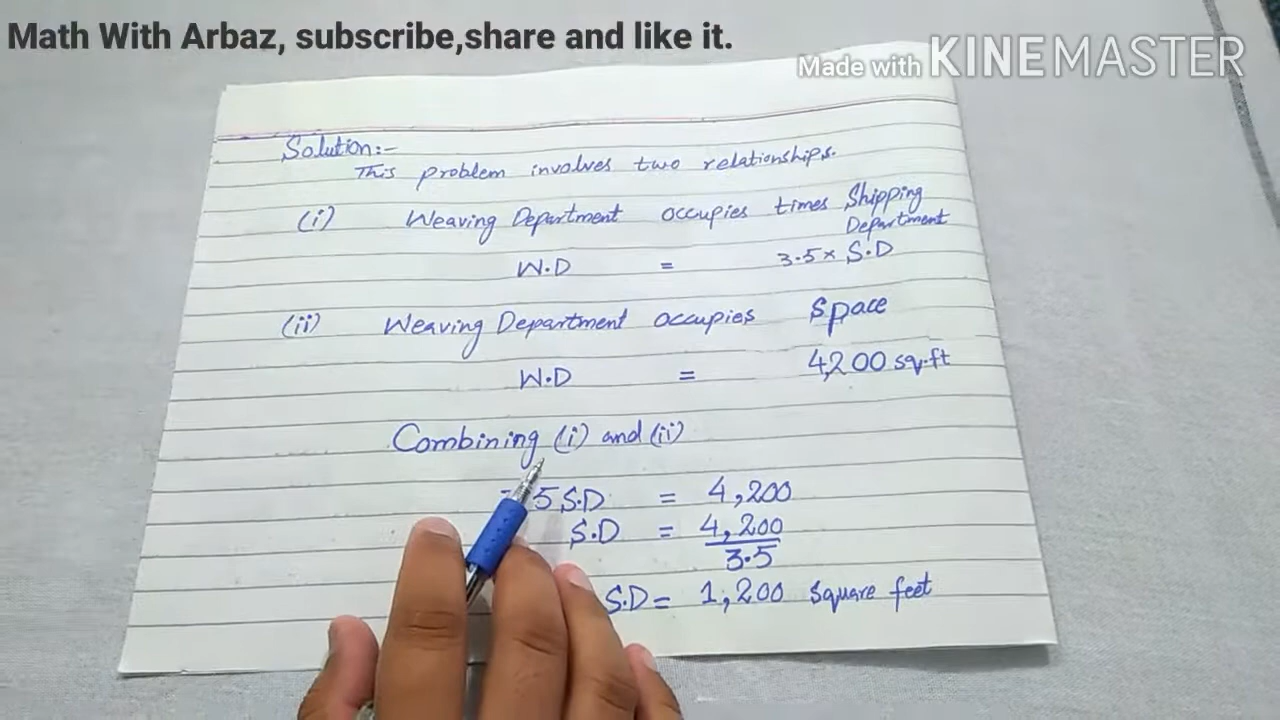 Math With Arbaz, subscribe,share and like it.
Made with KINEMASTER
Solution:-
This problem involves two relationships.
(i) Weaving Department occupies times Shipping
Department
W.D = 3.5x S.D
(ii) Weaving Department occupies Space
W.D = 4,200 sq.ft
Combining (i) and (ii)
5 S.D = 4,200
S.D = 4,200
3.5
S.D = 1,200 Square feet